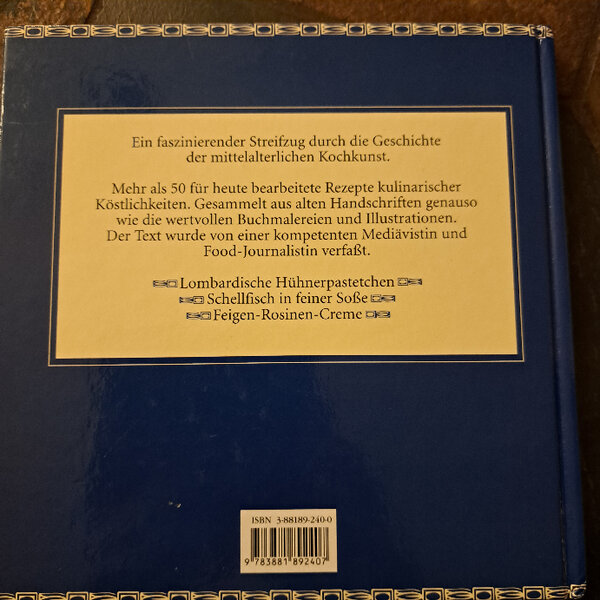 Ein faszinierender Streifzug durch die Geschichte
der mittelalterlichen Kochkunst.
Mehr als 50 für heute bearbeitete Rezepte kulinarischer
Köstlichkeiten. Gesammelt aus alten Handschriften genauso
wie die wertvollen Buchmalereien und Illustrationen.
Der Text wurde von einer kompetenten Mediävistin und
Food-Journalistin verfaßt.
Lombardische Hühnerpastetchen
Schellfisch in feiner Soße
Feigen-Rosinen-Creme
ISBN 3-88189-240-0
9 783881 892407